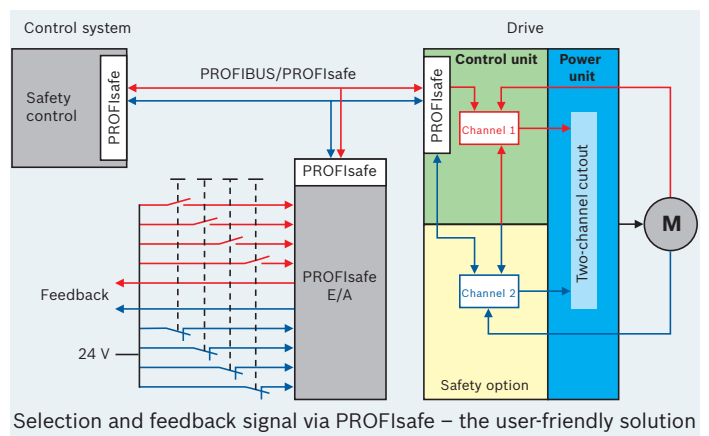 Control system
Drive
Safety
control
PROFIsafe
PROFIBUS/PROFIsafe
PROFIsafe
Control unit
Power
unit
Channel 1
Two-channel cutout
M
PROFIsafe
PROFIsafe
E/A
Feedback
24 V
Channel 2
Safety option
Selection and feedback signal via PROFIsafe – the user-friendly solution